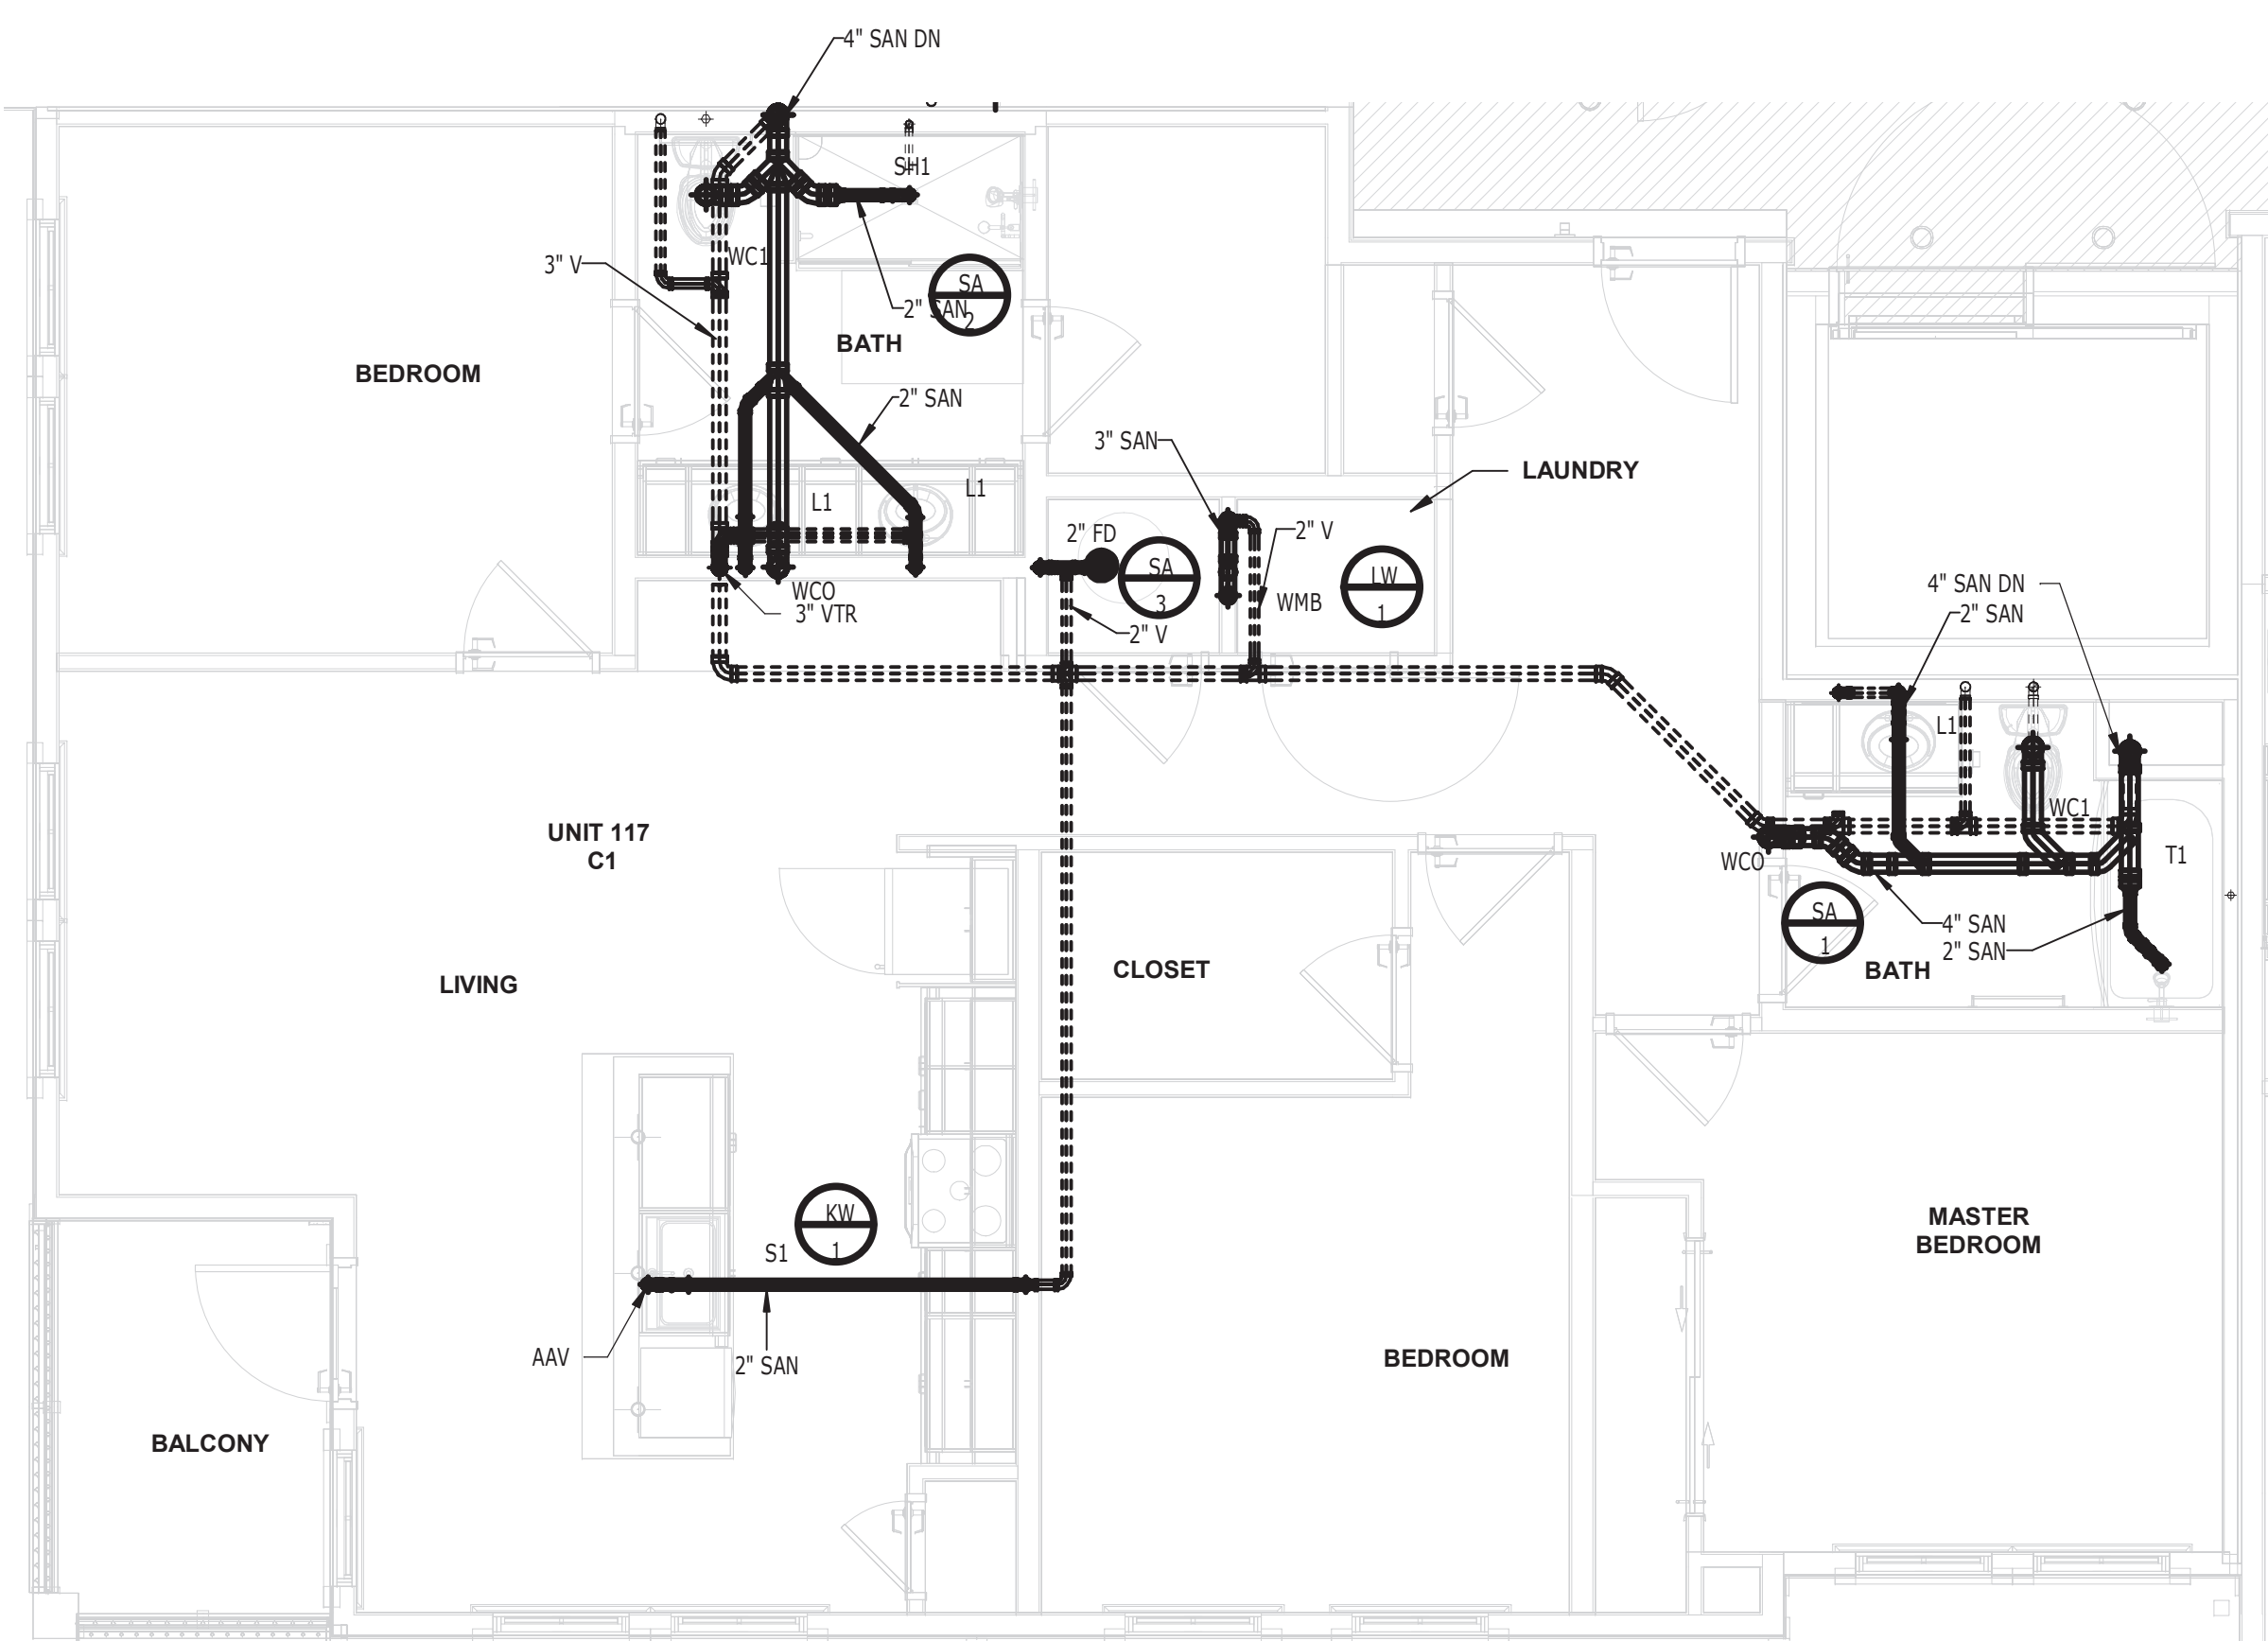 4" SAN DN
SH1
WC1
3" V
SA
2
2" SAN
BATH
BEDROOM
2" SAN
3" SAN
LAUNDRY
L1
L1
2" FD
2" V
SA
3
LW
1
WMB
4" SAN DN
2" SAN
WCO
3" VTR
2" V
L1
WC1
UNIT 117
C1
WCO
T1
SA
1
4" SAN
2" SAN
BATH
CLOSET
LIVING
KW
1
S1
MASTER
BEDROOM
AAV
2" SAN
BEDROOM
BALCONY